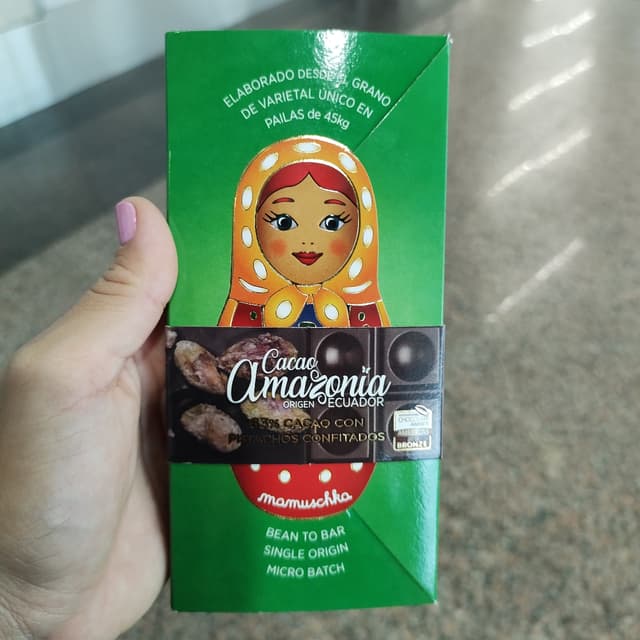 ELABORADO DESDE EL GRANO
DE VARIETAL ÚNICO EN
PAILAS de 45kg
Cacao
Amazonia
ORIGEN ECUADOR
CACAO CON
PISTACHOS CONFITADOS
BRONZE
mamuschka
BEAN TO BAR
SINGLE ORIGIN
MICRO BATCH